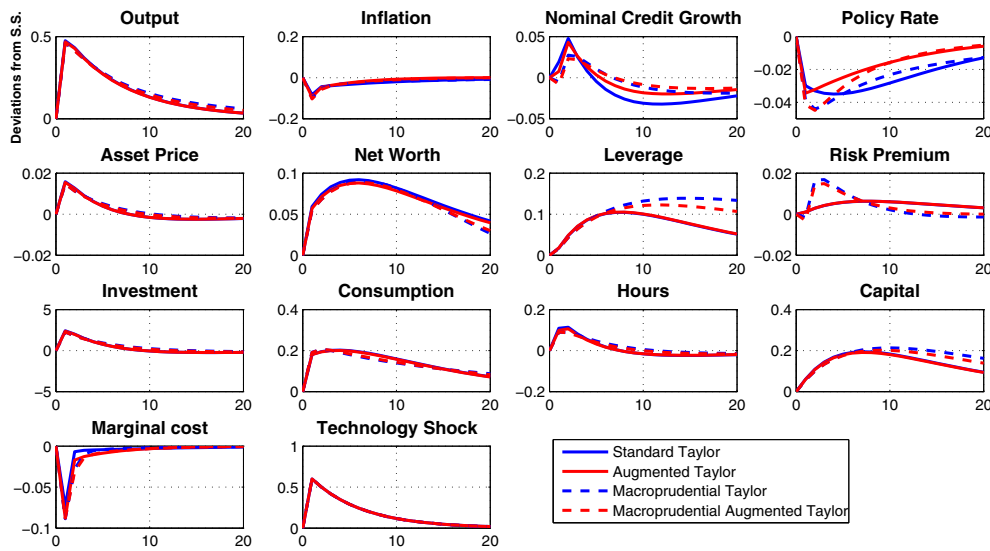 Output
Inflation
Nominal Credit Growth
Policy Rate
Deviations from S.S.
0.5
0
0 10 20
0.2
0
−0.2
0 10 20
0.05
0
−0.05
0 10 20
0
−0.02
−0.04
0 10 20
Asset Price
Net Worth
Leverage
Risk Premium
0.02
0
−0.02
0 10 20
0.1
0.05
0
0 10 20
0.2
0.1
0
0 10 20
0.02
0
−0.02
0 10 20
Investment
Consumption
Hours
Capital
5
0
−5
0 10 20
0.4
0.2
0
0 10 20
0.2
0
−0.2
0 10 20
0.4
0.2
0
0 10 20
Marginal cost
Technology Shock
0
−0.05
−0.1
0 10 20
1
0.5
0
0 10 20
Standard Taylor
Augmented Taylor
Macroprudential Taylor
Macroprudential Augmented Taylor